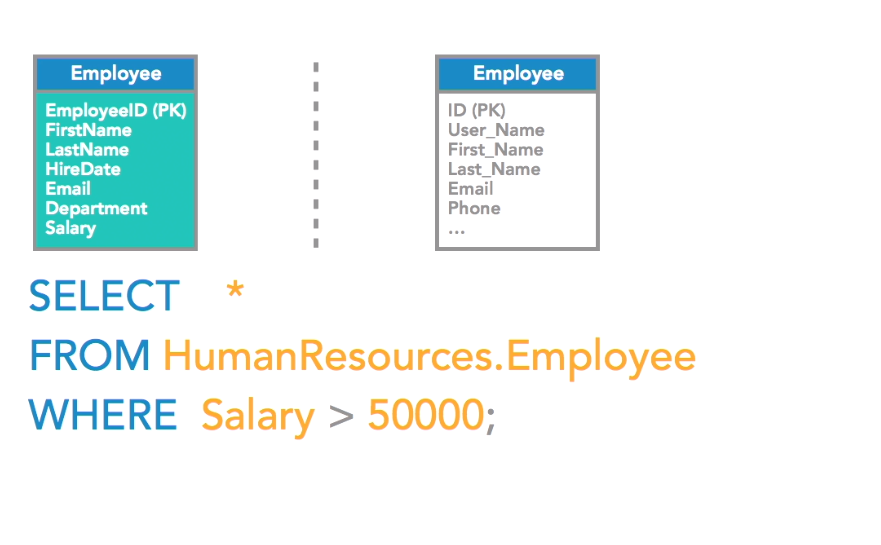 Employee
EmployeeID (PK)
FirstName
LastName
HireDate
Email
Department
Salary
Employee
ID (PK)
User_Name
First_Name
Last_Name
Email
Phone
...
SELECT *
FROM HumanResources.Employee
WHERE Salary > 50000;